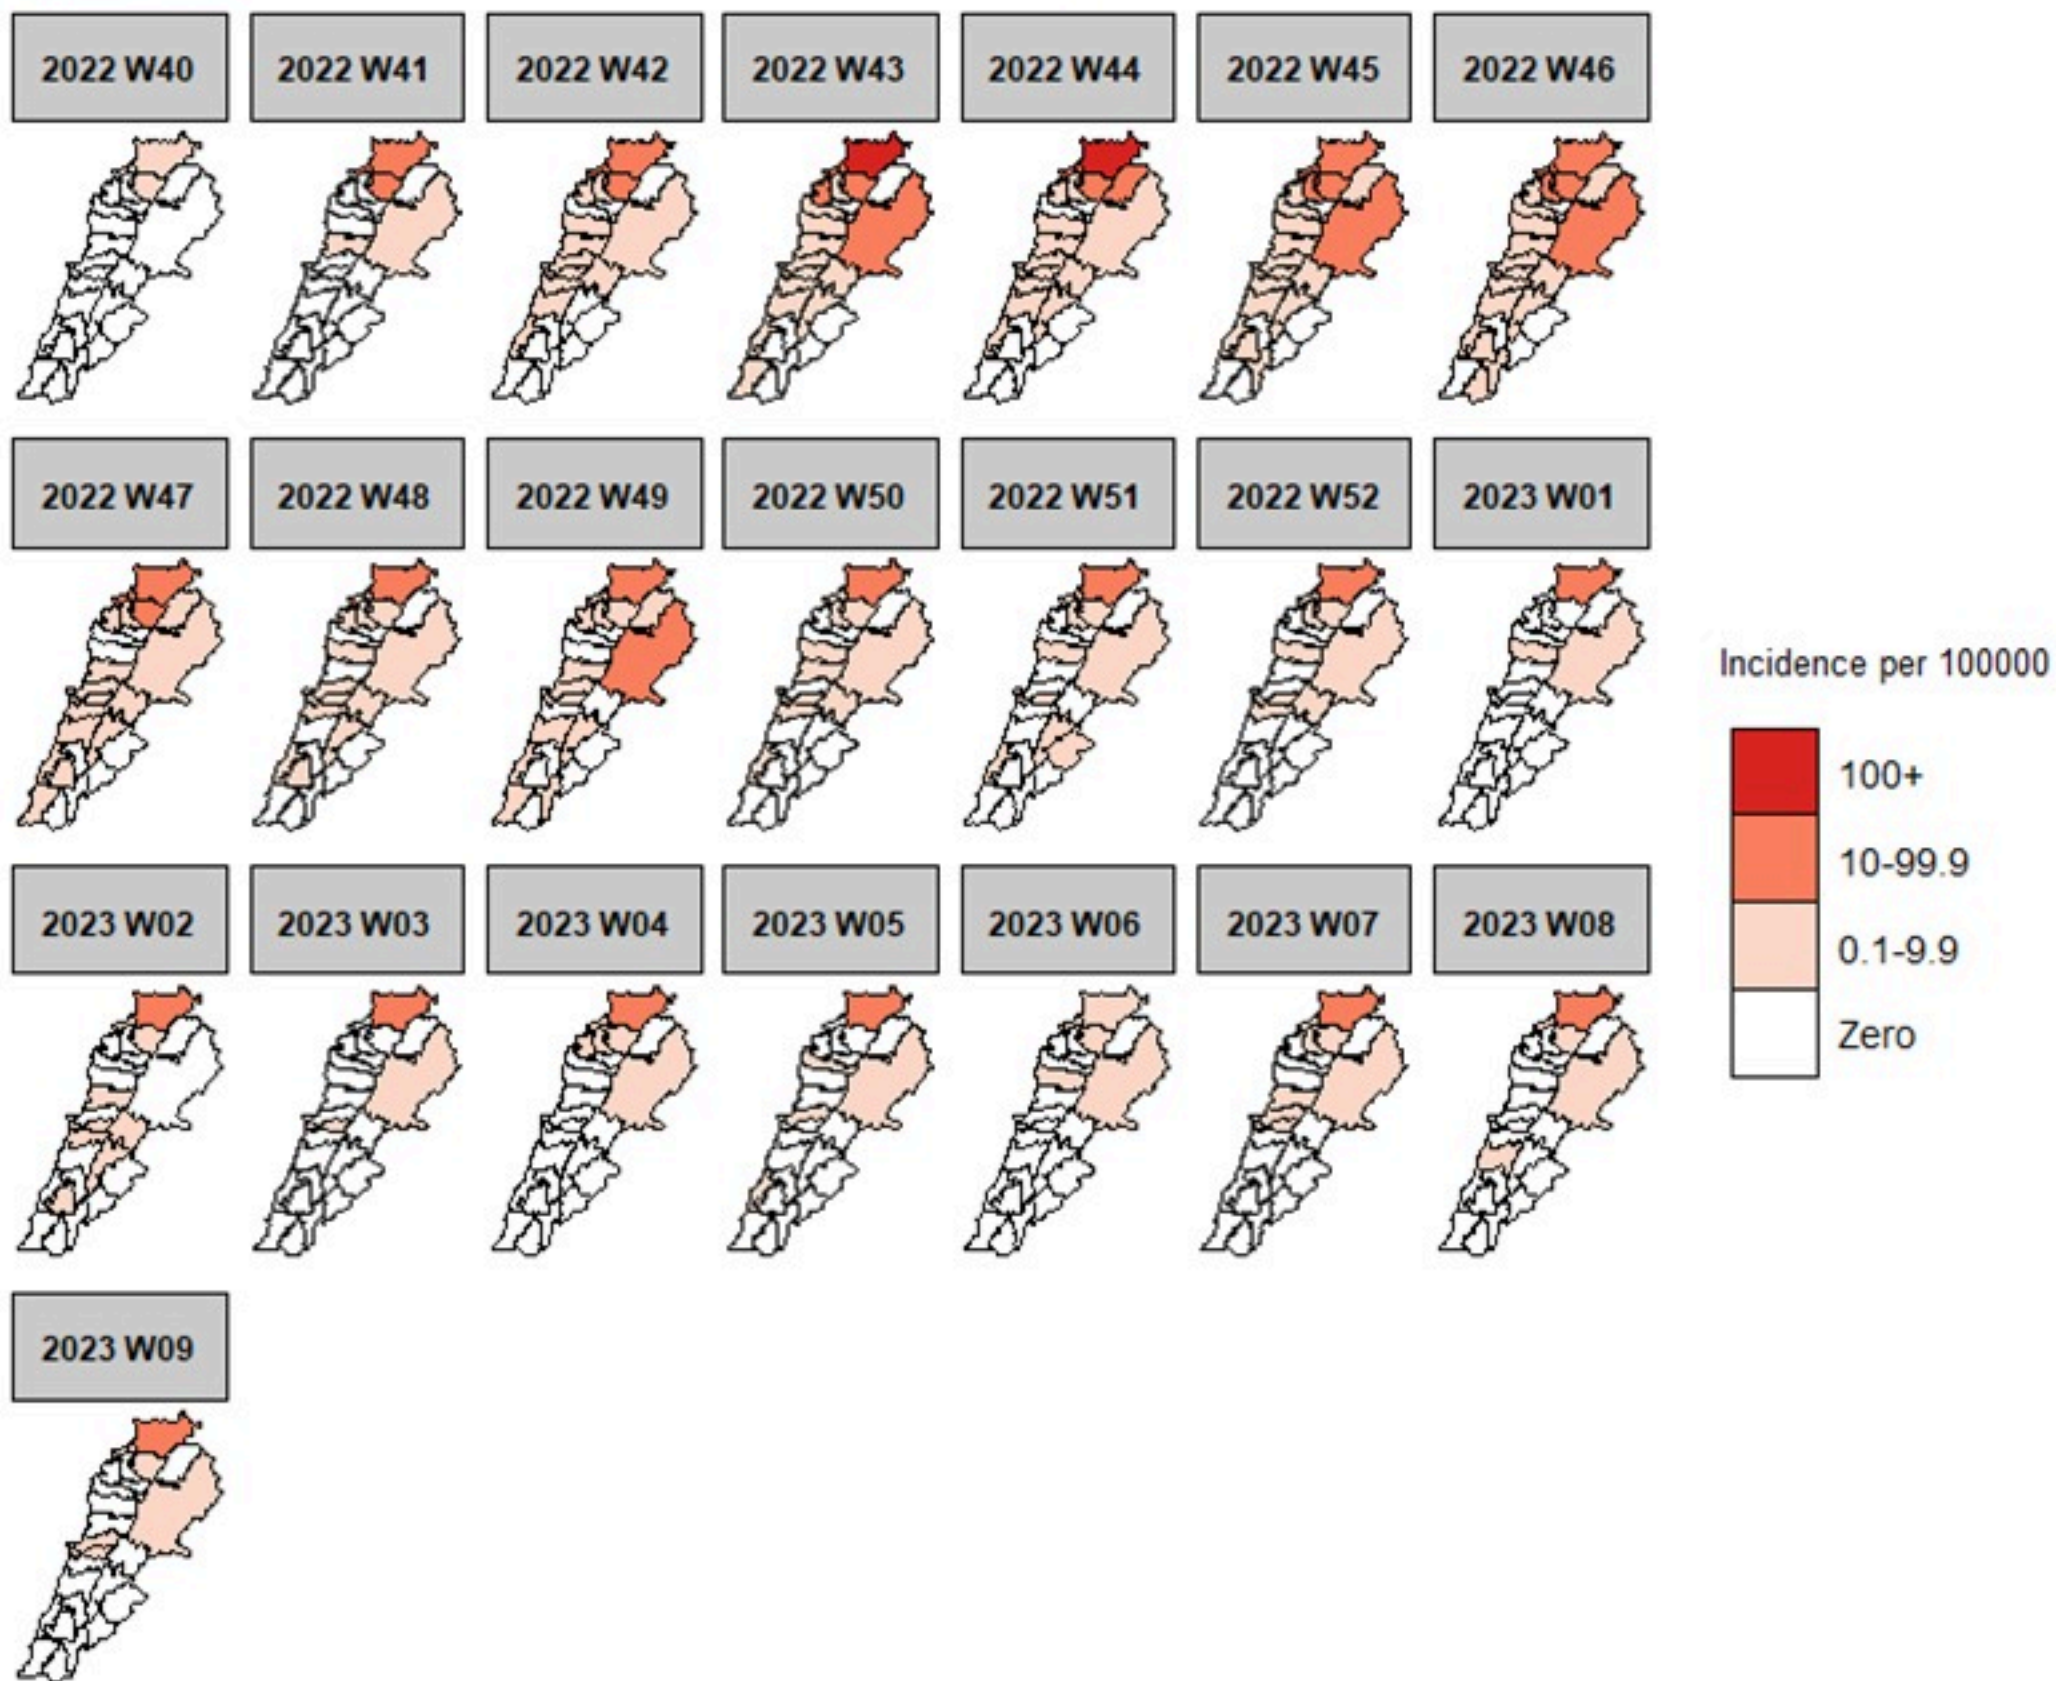 2022 W40
2022 W41
2022 W42
2022 W43
2022 W44
2022 W45
2022 W46
2022 W47
2022 W48
2022 W49
2022 W50
2022 W51
2022 W52
2023 W01
Incidence per 100000
100+
10-99.9
0.1-9.9
Zero
2023 W02
2023 W03
2023 W04
2023 W05
2023 W06
2023 W07
2023 W08
2023 W09